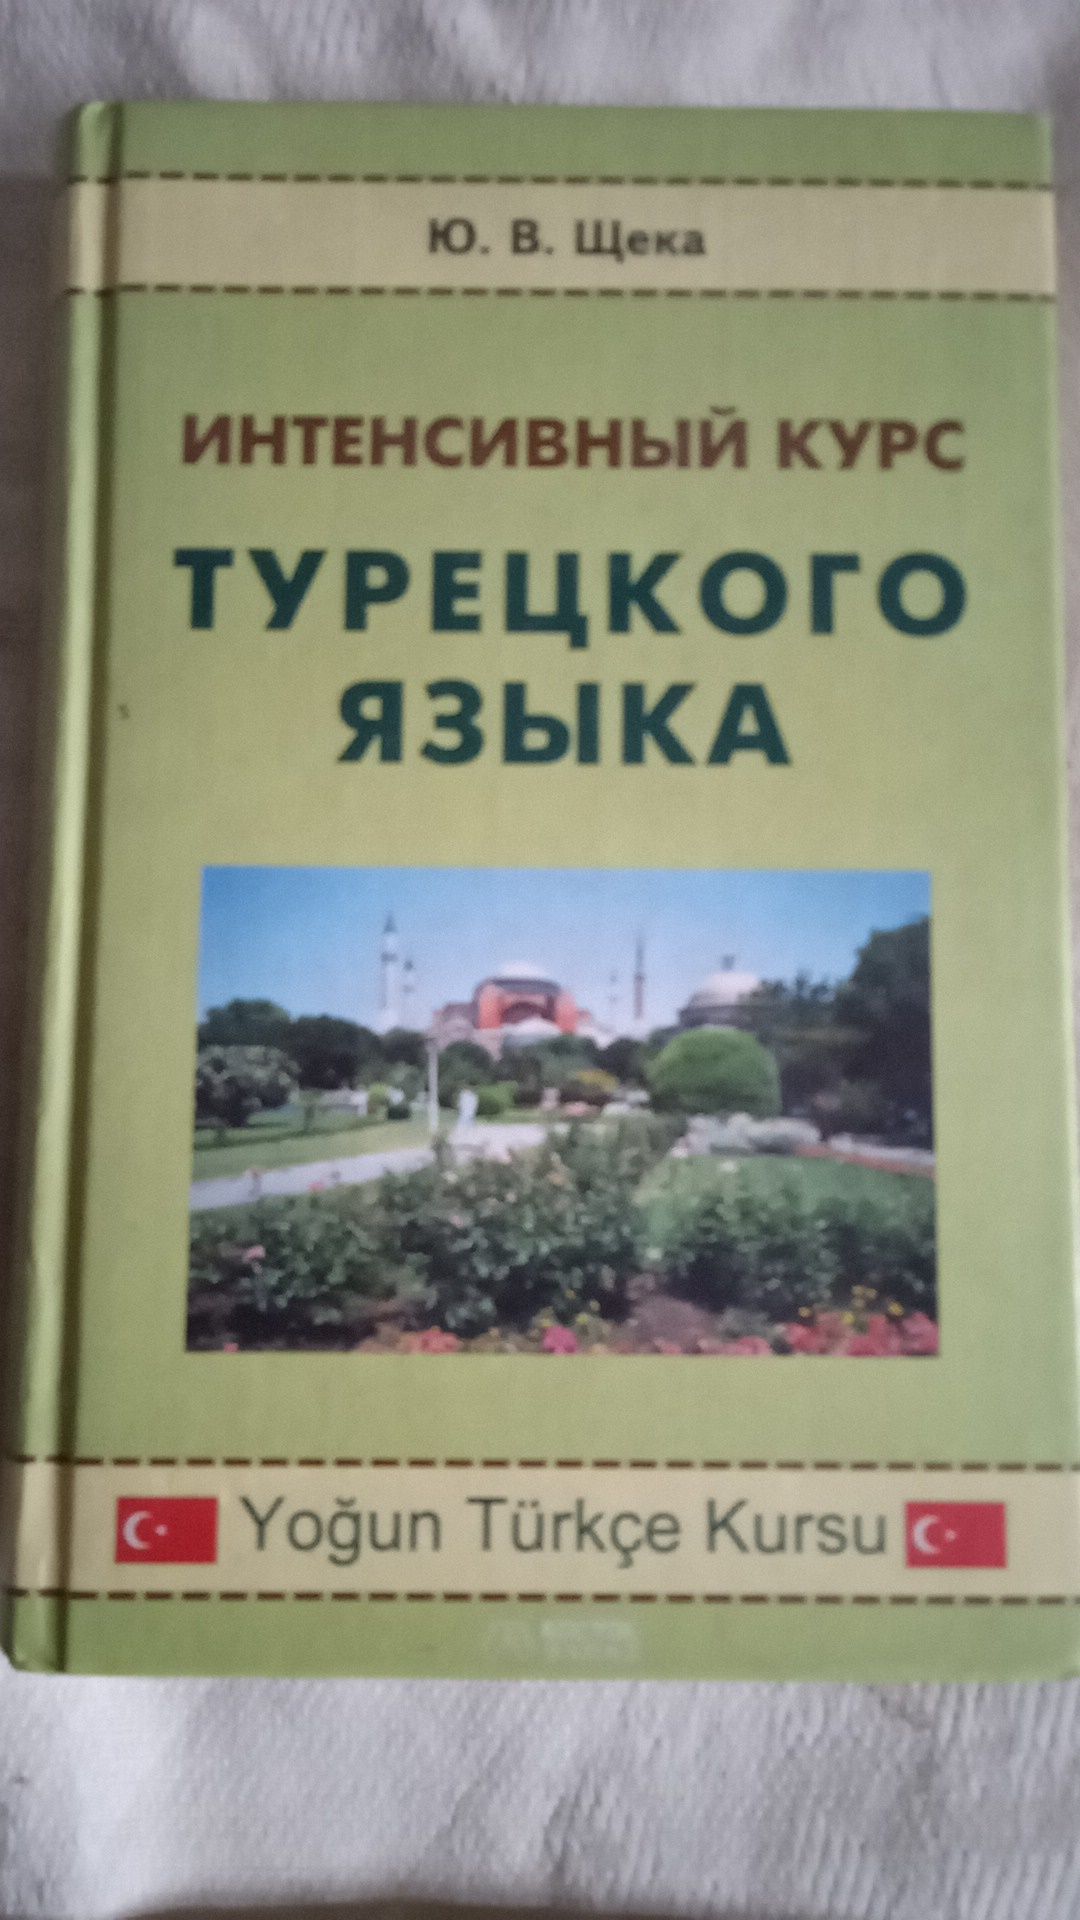 Ю. В. Щека
ИНТЕНСИВНЫЙ КУРС
ТУРЕЦКОГО
ЯЗЫКА
Yoğun Türkçe Kursu